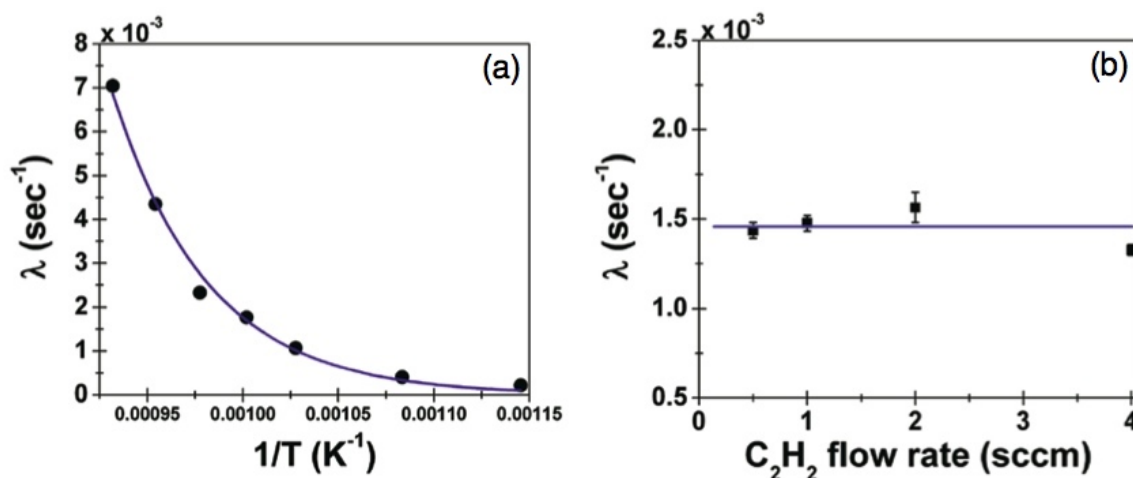 x 10⁻³
(a)
8
7
6
5
4
3
2
1
0
λ (sec⁻¹)
0.00095 0.00100 0.00105 0.00110 0.00115
1/T (K⁻¹)
x 10⁻³
(b)
2.5
2.0
1.5
1.0
0.5
λ (sec⁻¹)
0 1 2 3 4
C₂H₂ flow rate (sccm)